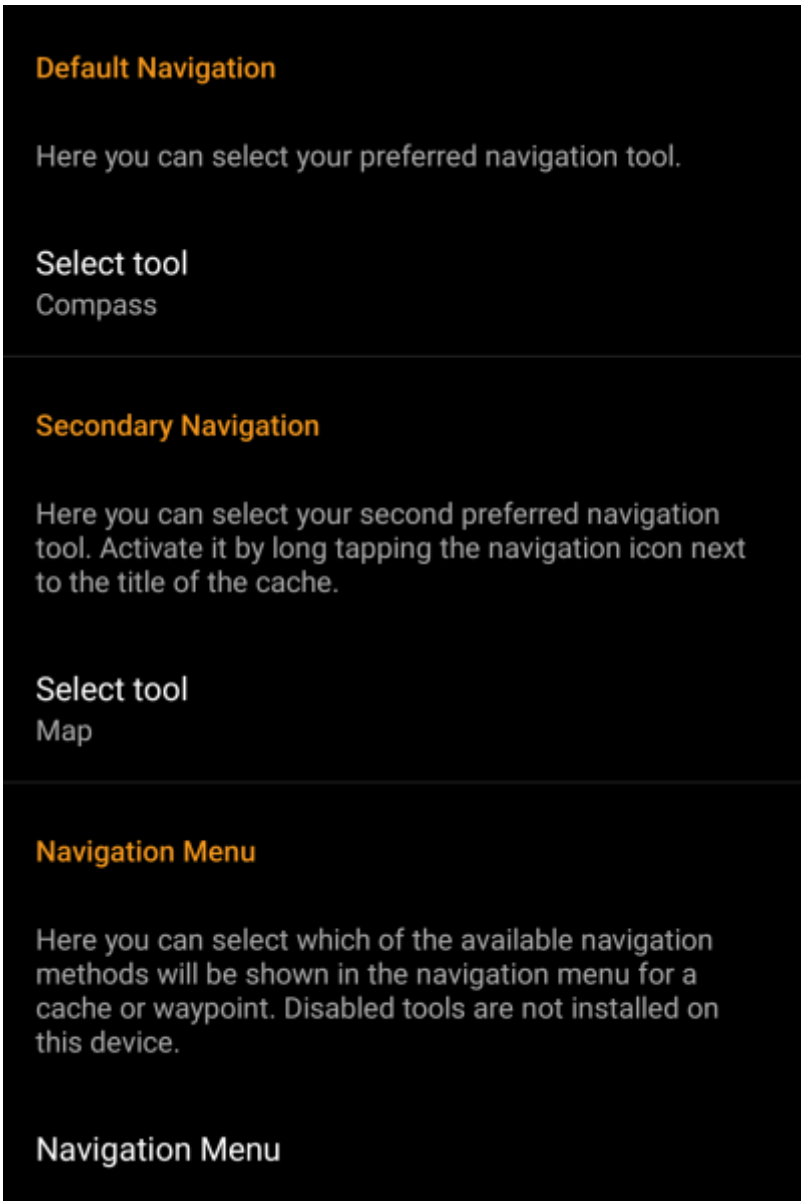 Default Navigation
Here you can select your preferred navigation tool.
Select tool
Compass
Secondary Navigation
Here you can select your second preferred navigation
tool. Activate it by long tapping the navigation icon next
to the title of the cache.
Select tool
Map
Navigation Menu
Here you can select which of the available navigation
methods will be shown in the navigation menu for a
cache or waypoint. Disabled tools are not installed on
this device.
Navigation Menu